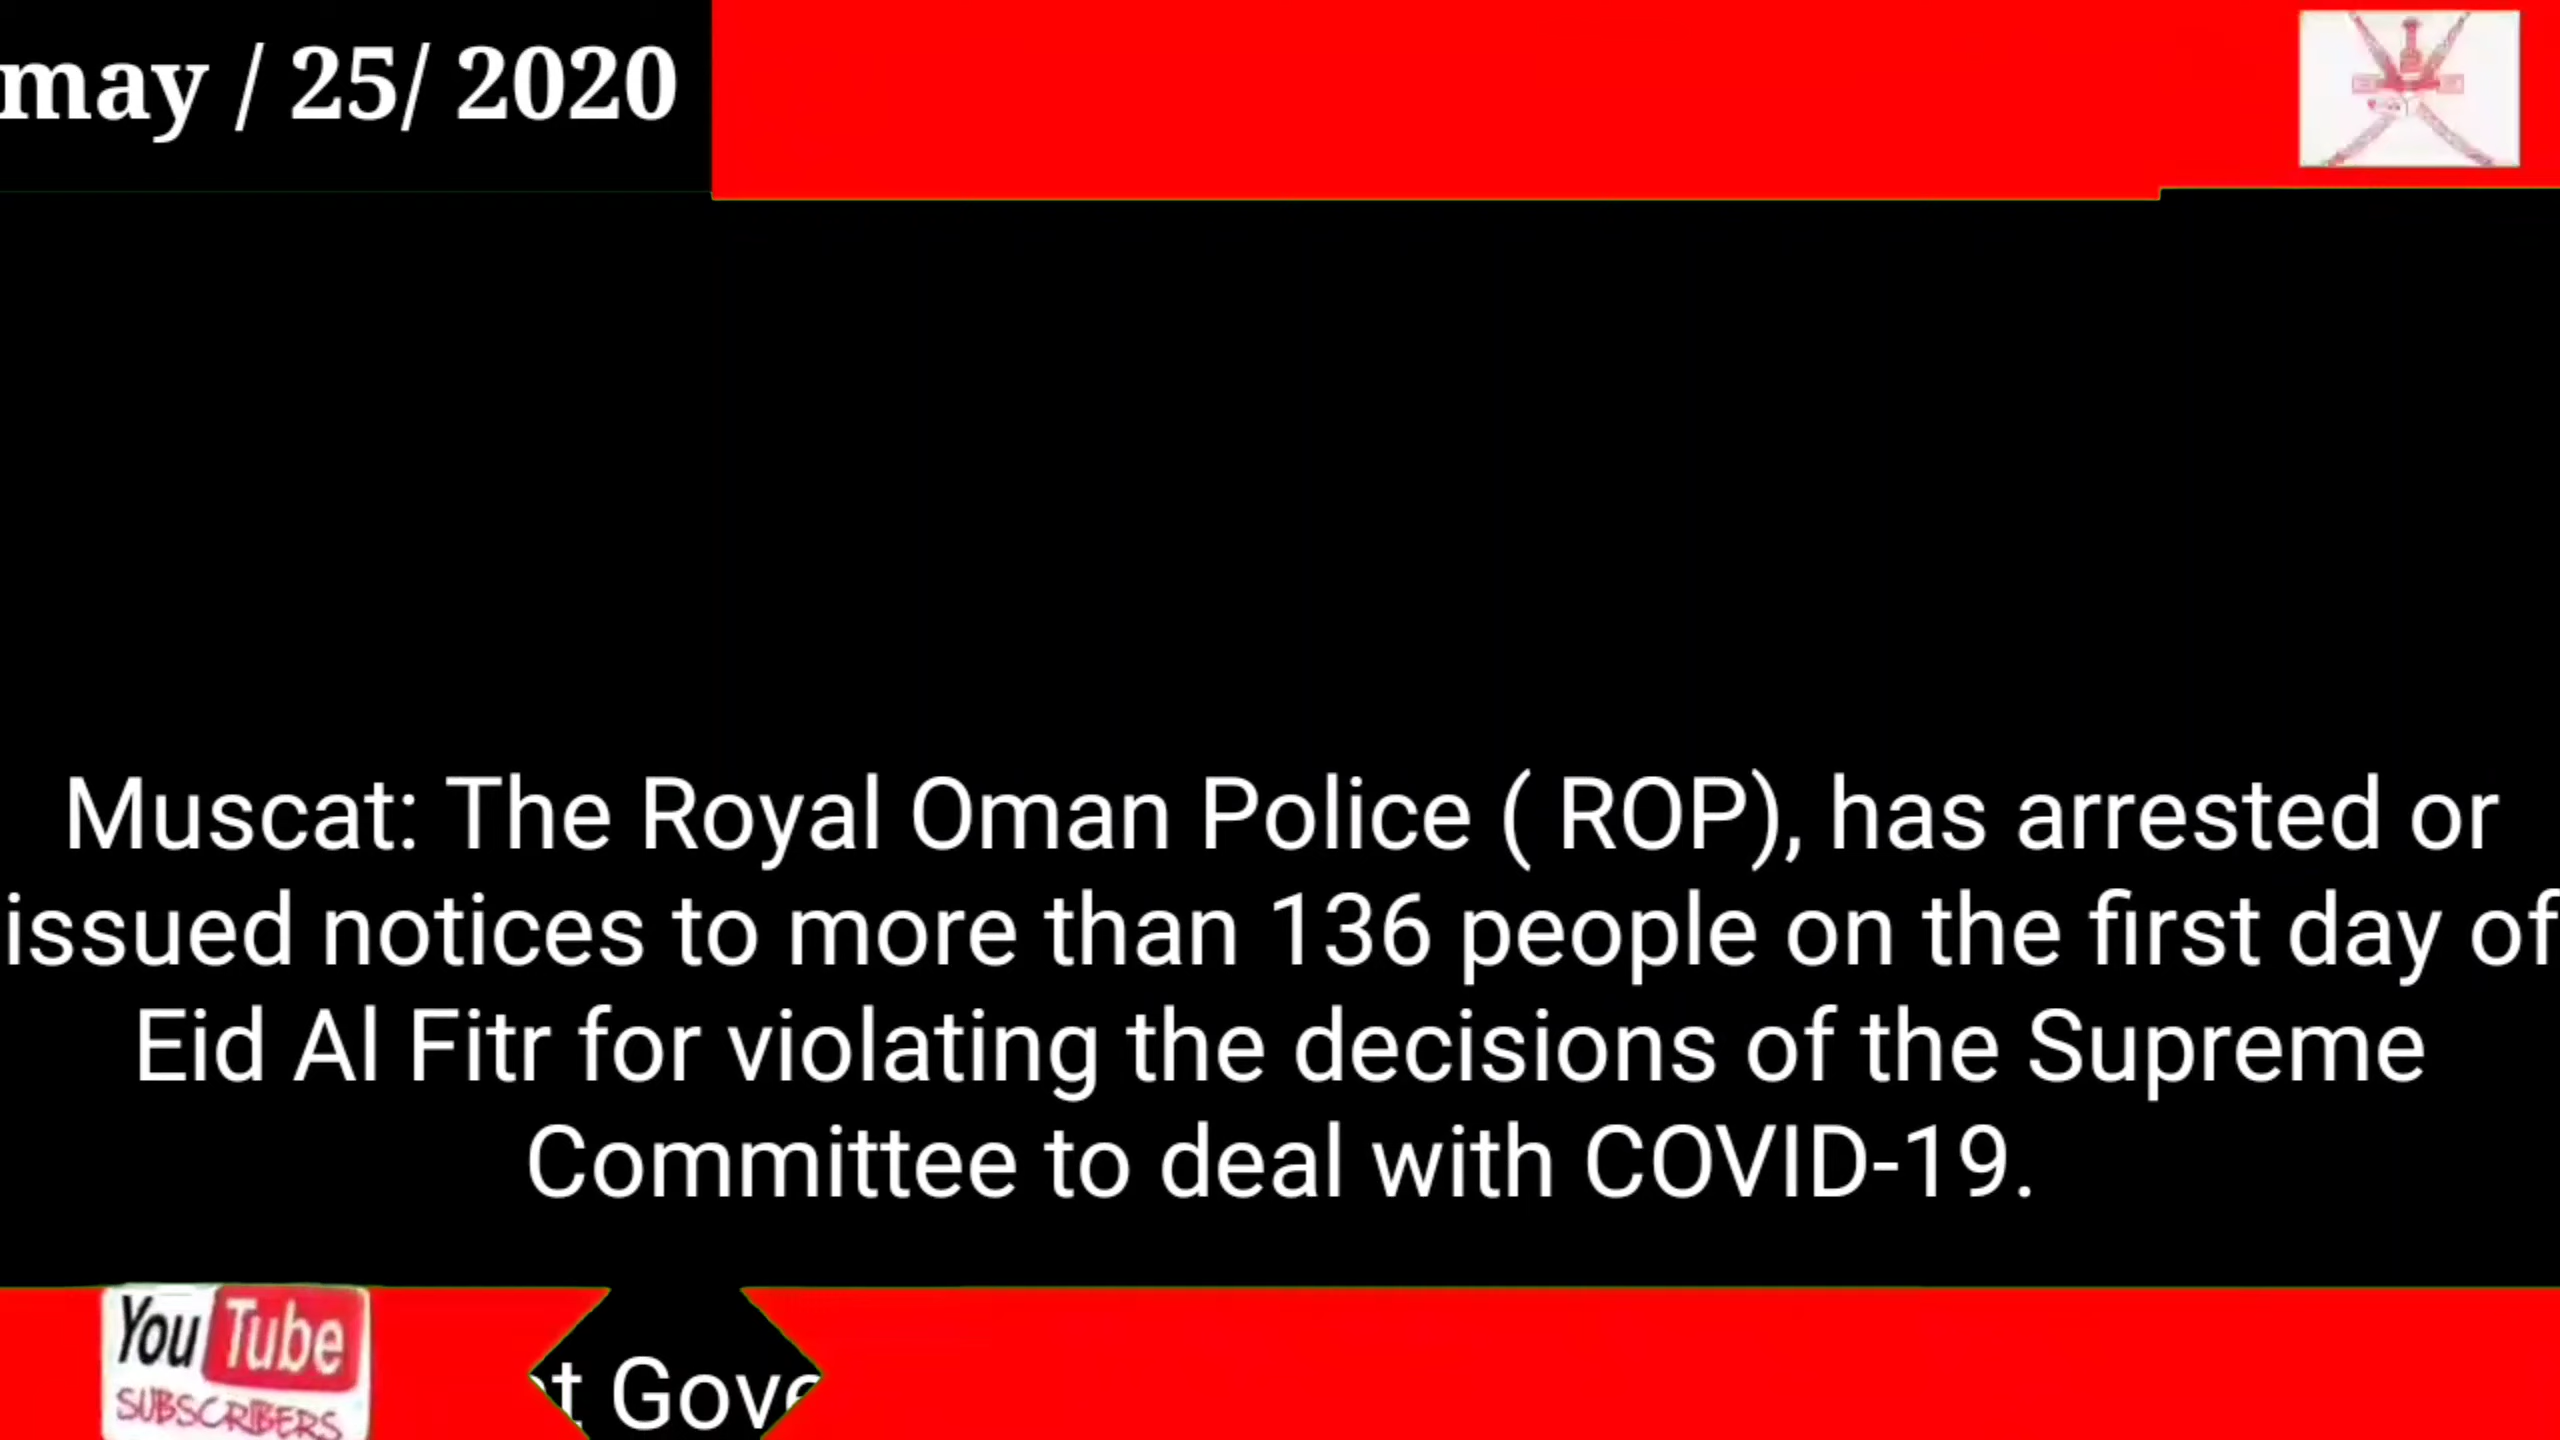 may / 25/ 2020
Muscat: The Royal Oman Police ( ROP), has arrested or
issued notices to more than 136 people on the first day of
Eid Al Fitr for violating the decisions of the Supreme
Committee to deal with COVID-19.
YouTube
SUBSCRIBERS
t Gove